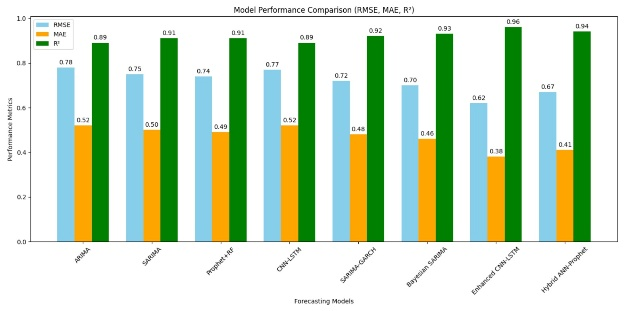 Model Performance Comparison (RMSE, MAE, R²)
RMSE
MAE
R²
Performance Metrics
1.0
0.8
0.6
0.4
0.2
0.0
0.78 0.52 0.89
0.75 0.50 0.91
0.74 0.49 0.91
0.77 0.52 0.89
0.72 0.48 0.92
0.70 0.46 0.93
0.62 0.38 0.96
0.67 0.41 0.94
ARIMA
SARIMA
Prophet+RF
CNN-LSTM
SARIMA-GARCH
Bayesian SARIMA
Enhanced CNN-LSTM
Hybrid ANN-Prophet
Forecasting Models